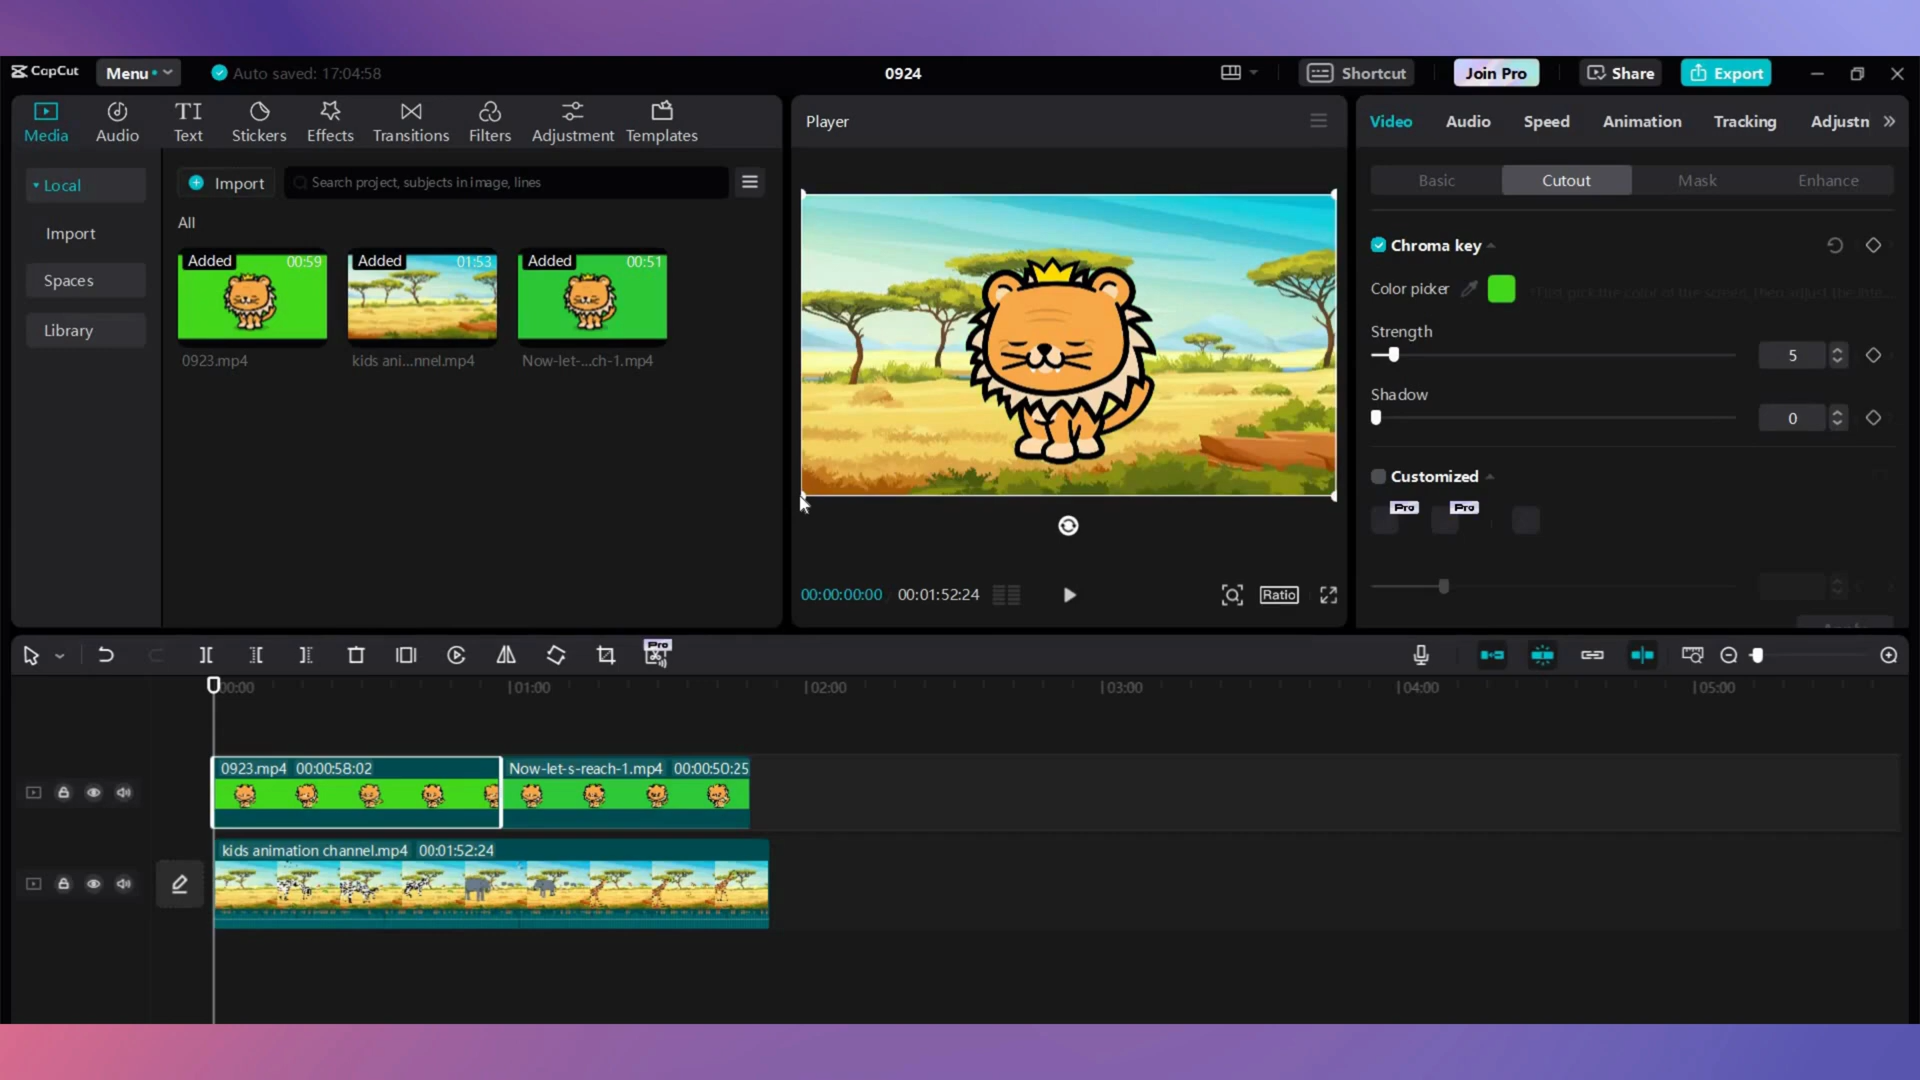 CapCut
Menu
Auto saved: 17:04:58
0924
Shortcut
Join Pro
Share
Export
Media
Audio
Text
Stickers
Effects
Transitions
Filters
Adjustment
Templates
Local
Import
Spaces
Library
Import
Search project, subjects in image, lines
All
Added 00:59
0923.mp4
Added 01:53
kids ani...nnel.mp4
Added 00:51
Now-let-...ch-1.mp4
Player
00:00:00:00
00:01:52:24
Ratio
Video
Audio
Speed
Animation
Tracking
Adjustn
Basic
Cutout
Mask
Enhance
Chroma key
Color picker
Strength
5
Shadow
0
Customized
Pro
Pro
Pro
00:00
01:00
02:00
03:00
04:00
05:00
0923.mp4 00:00:58:02
Now-let-s-reach-1.mp4 00:00:50:25
kids animation channel.mp4 00:01:52:24